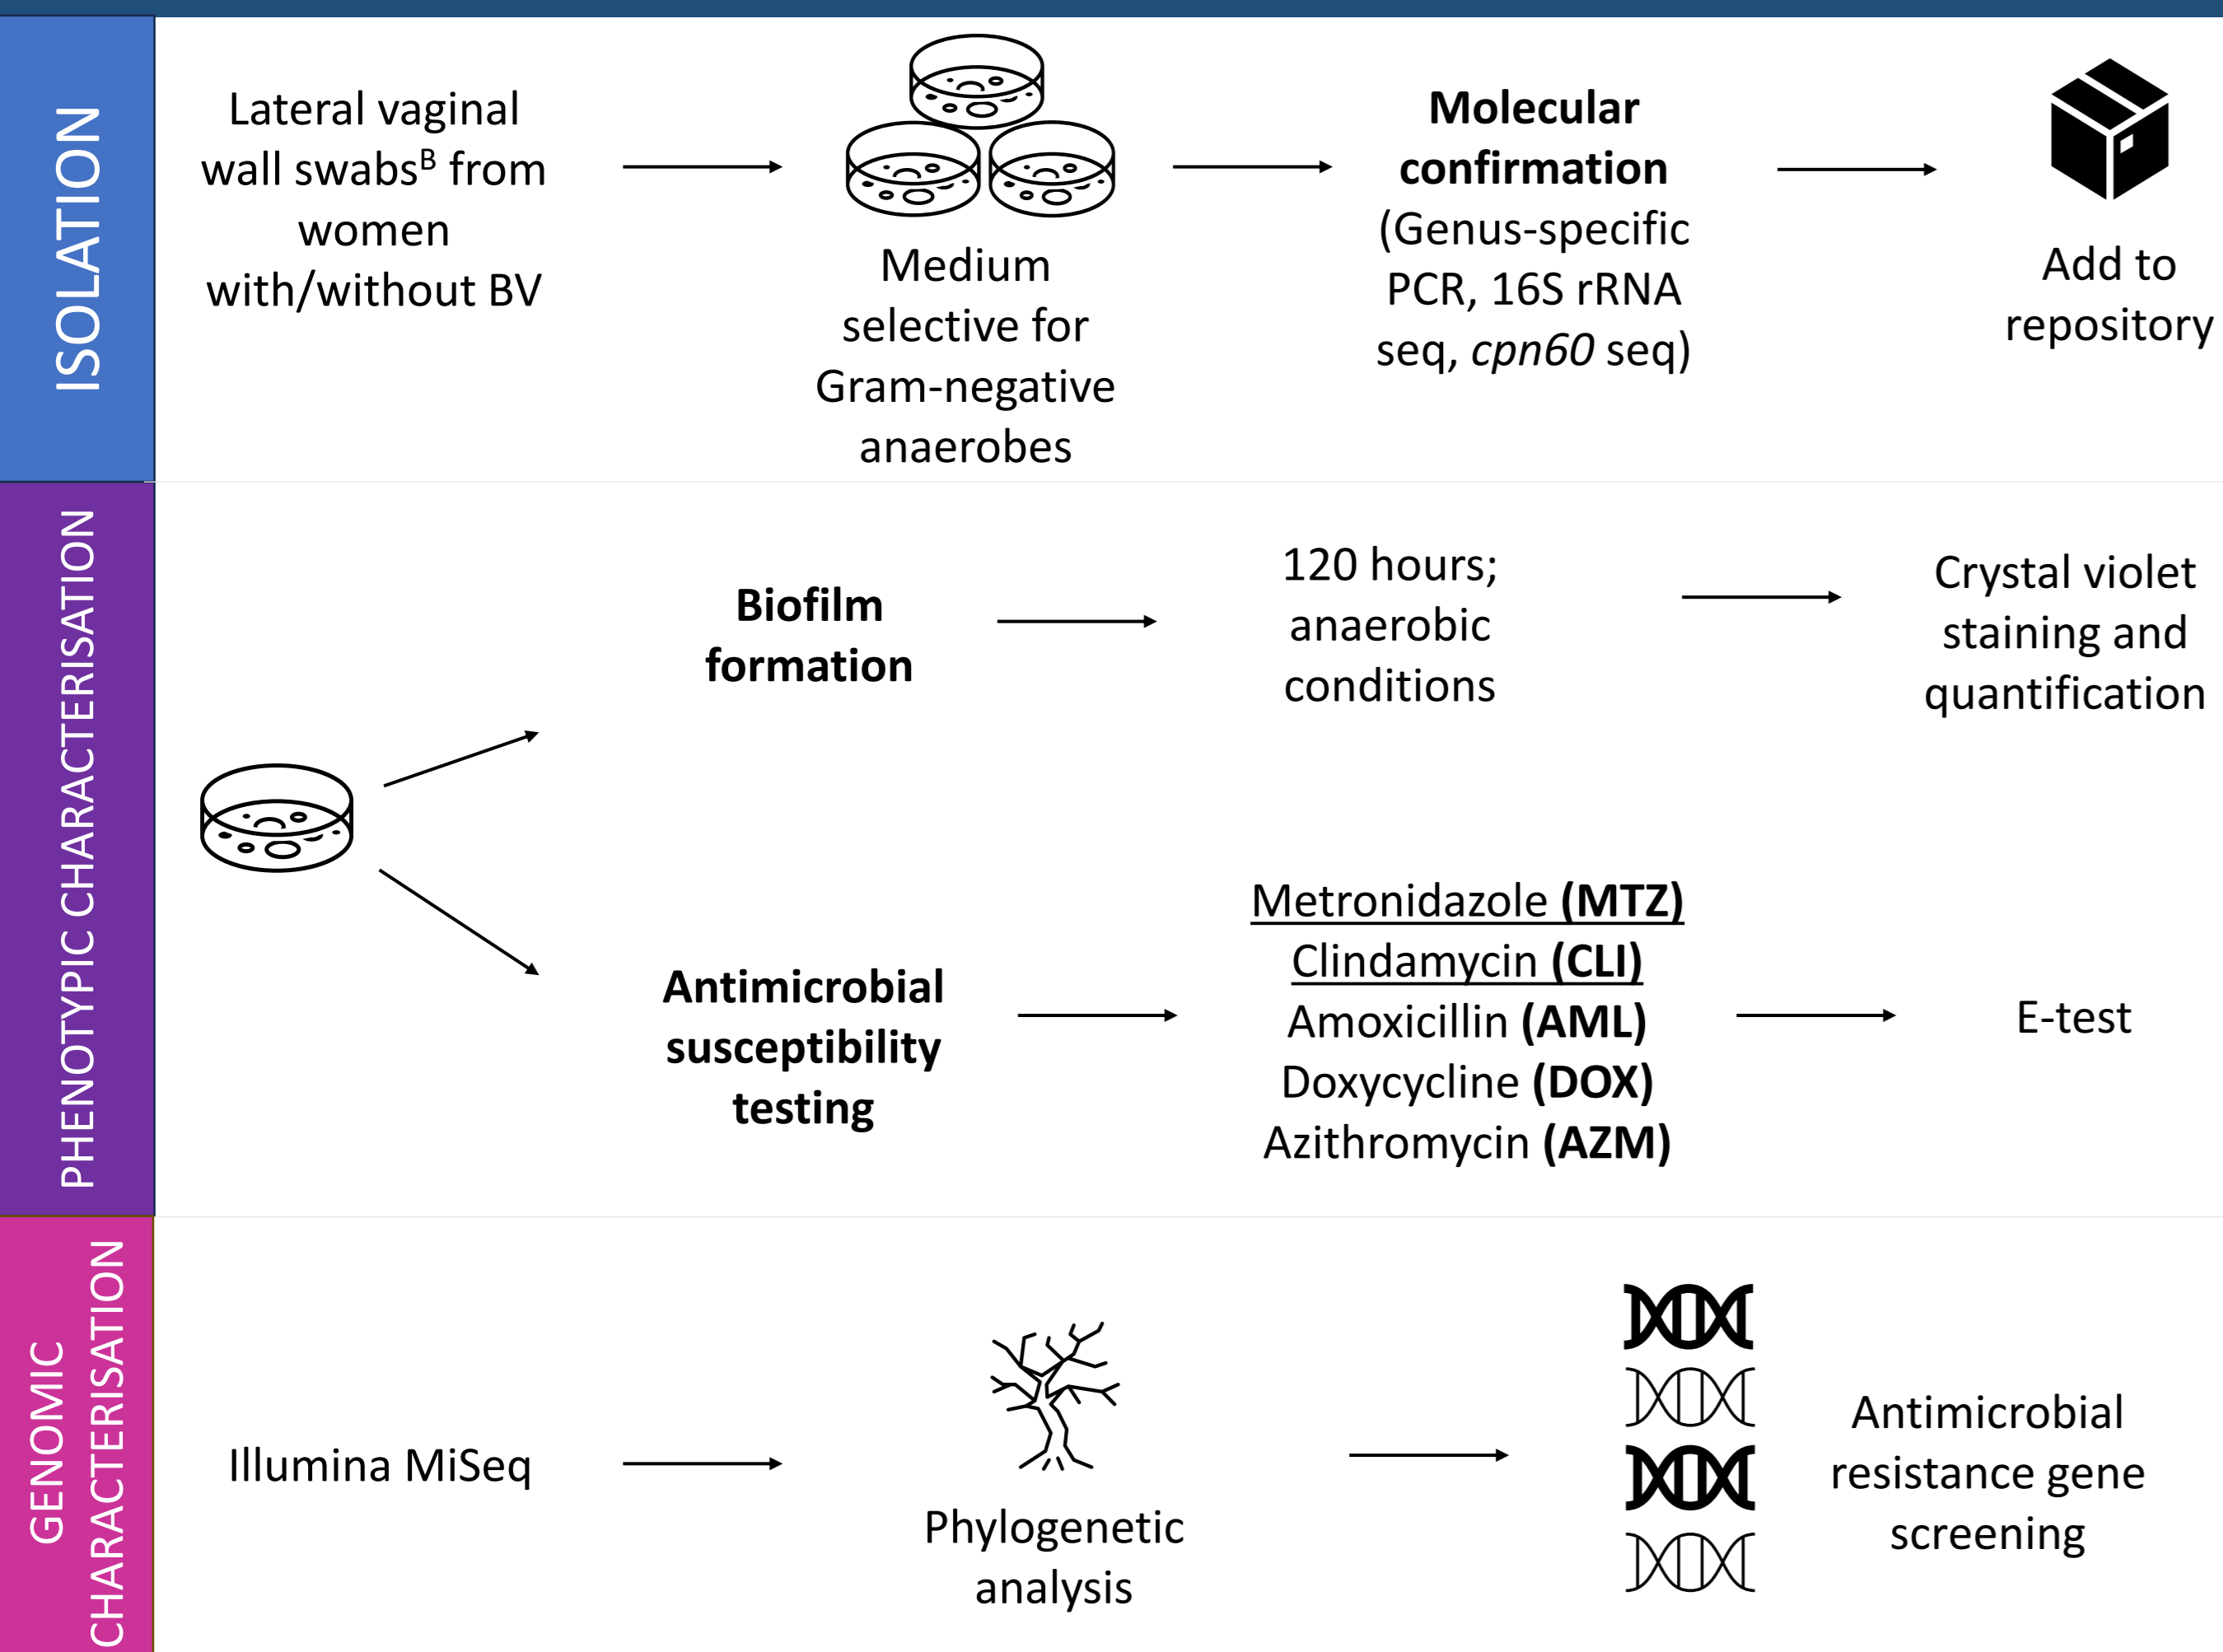 ISOLATION
Lateral vaginal
wall swabsᴮ from
women
with/without BV
Medium
selective for
Gram-negative
anaerobes
Molecular
confirmation
(Genus-specific
PCR, 16S rRNA
seq, cpn60 seq)
Add to
repository
PHENOTYPIC CHARACTERISATION
Biofilm
formation
120 hours;
anaerobic
conditions
Crystal violet
staining and
quantification
Antimicrobial
susceptibility
testing
Metronidazole (MTZ)
Clindamycin (CLI)
Amoxicillin (AML)
Doxycycline (DOX)
Azithromycin (AZM)
E-test
GENOMIC
CHARACTERISATION
Illumina MiSeq
Phylogenetic
analysis
Antimicrobial
resistance gene
screening